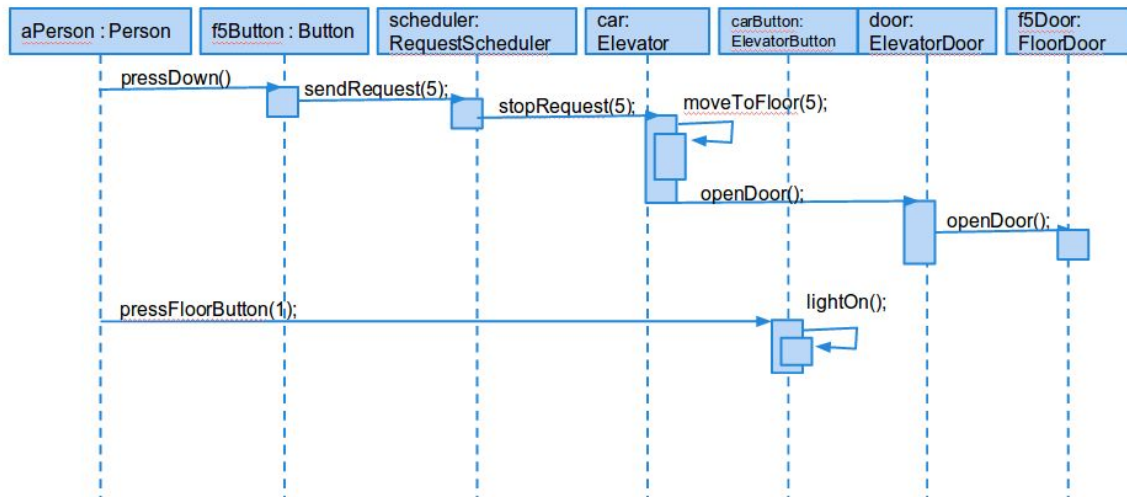 aPerson : Person
f5Button : Button
scheduler:
RequestScheduler
car:
Elevator
carButton:
ElevatorButton
door:
ElevatorDoor
f5Door:
FloorDoor
pressDown()
sendRequest(5);
stopRequest(5);
moveToFloor(5);
openDoor();
openDoor();
pressFloorButton(1);
lightOn();